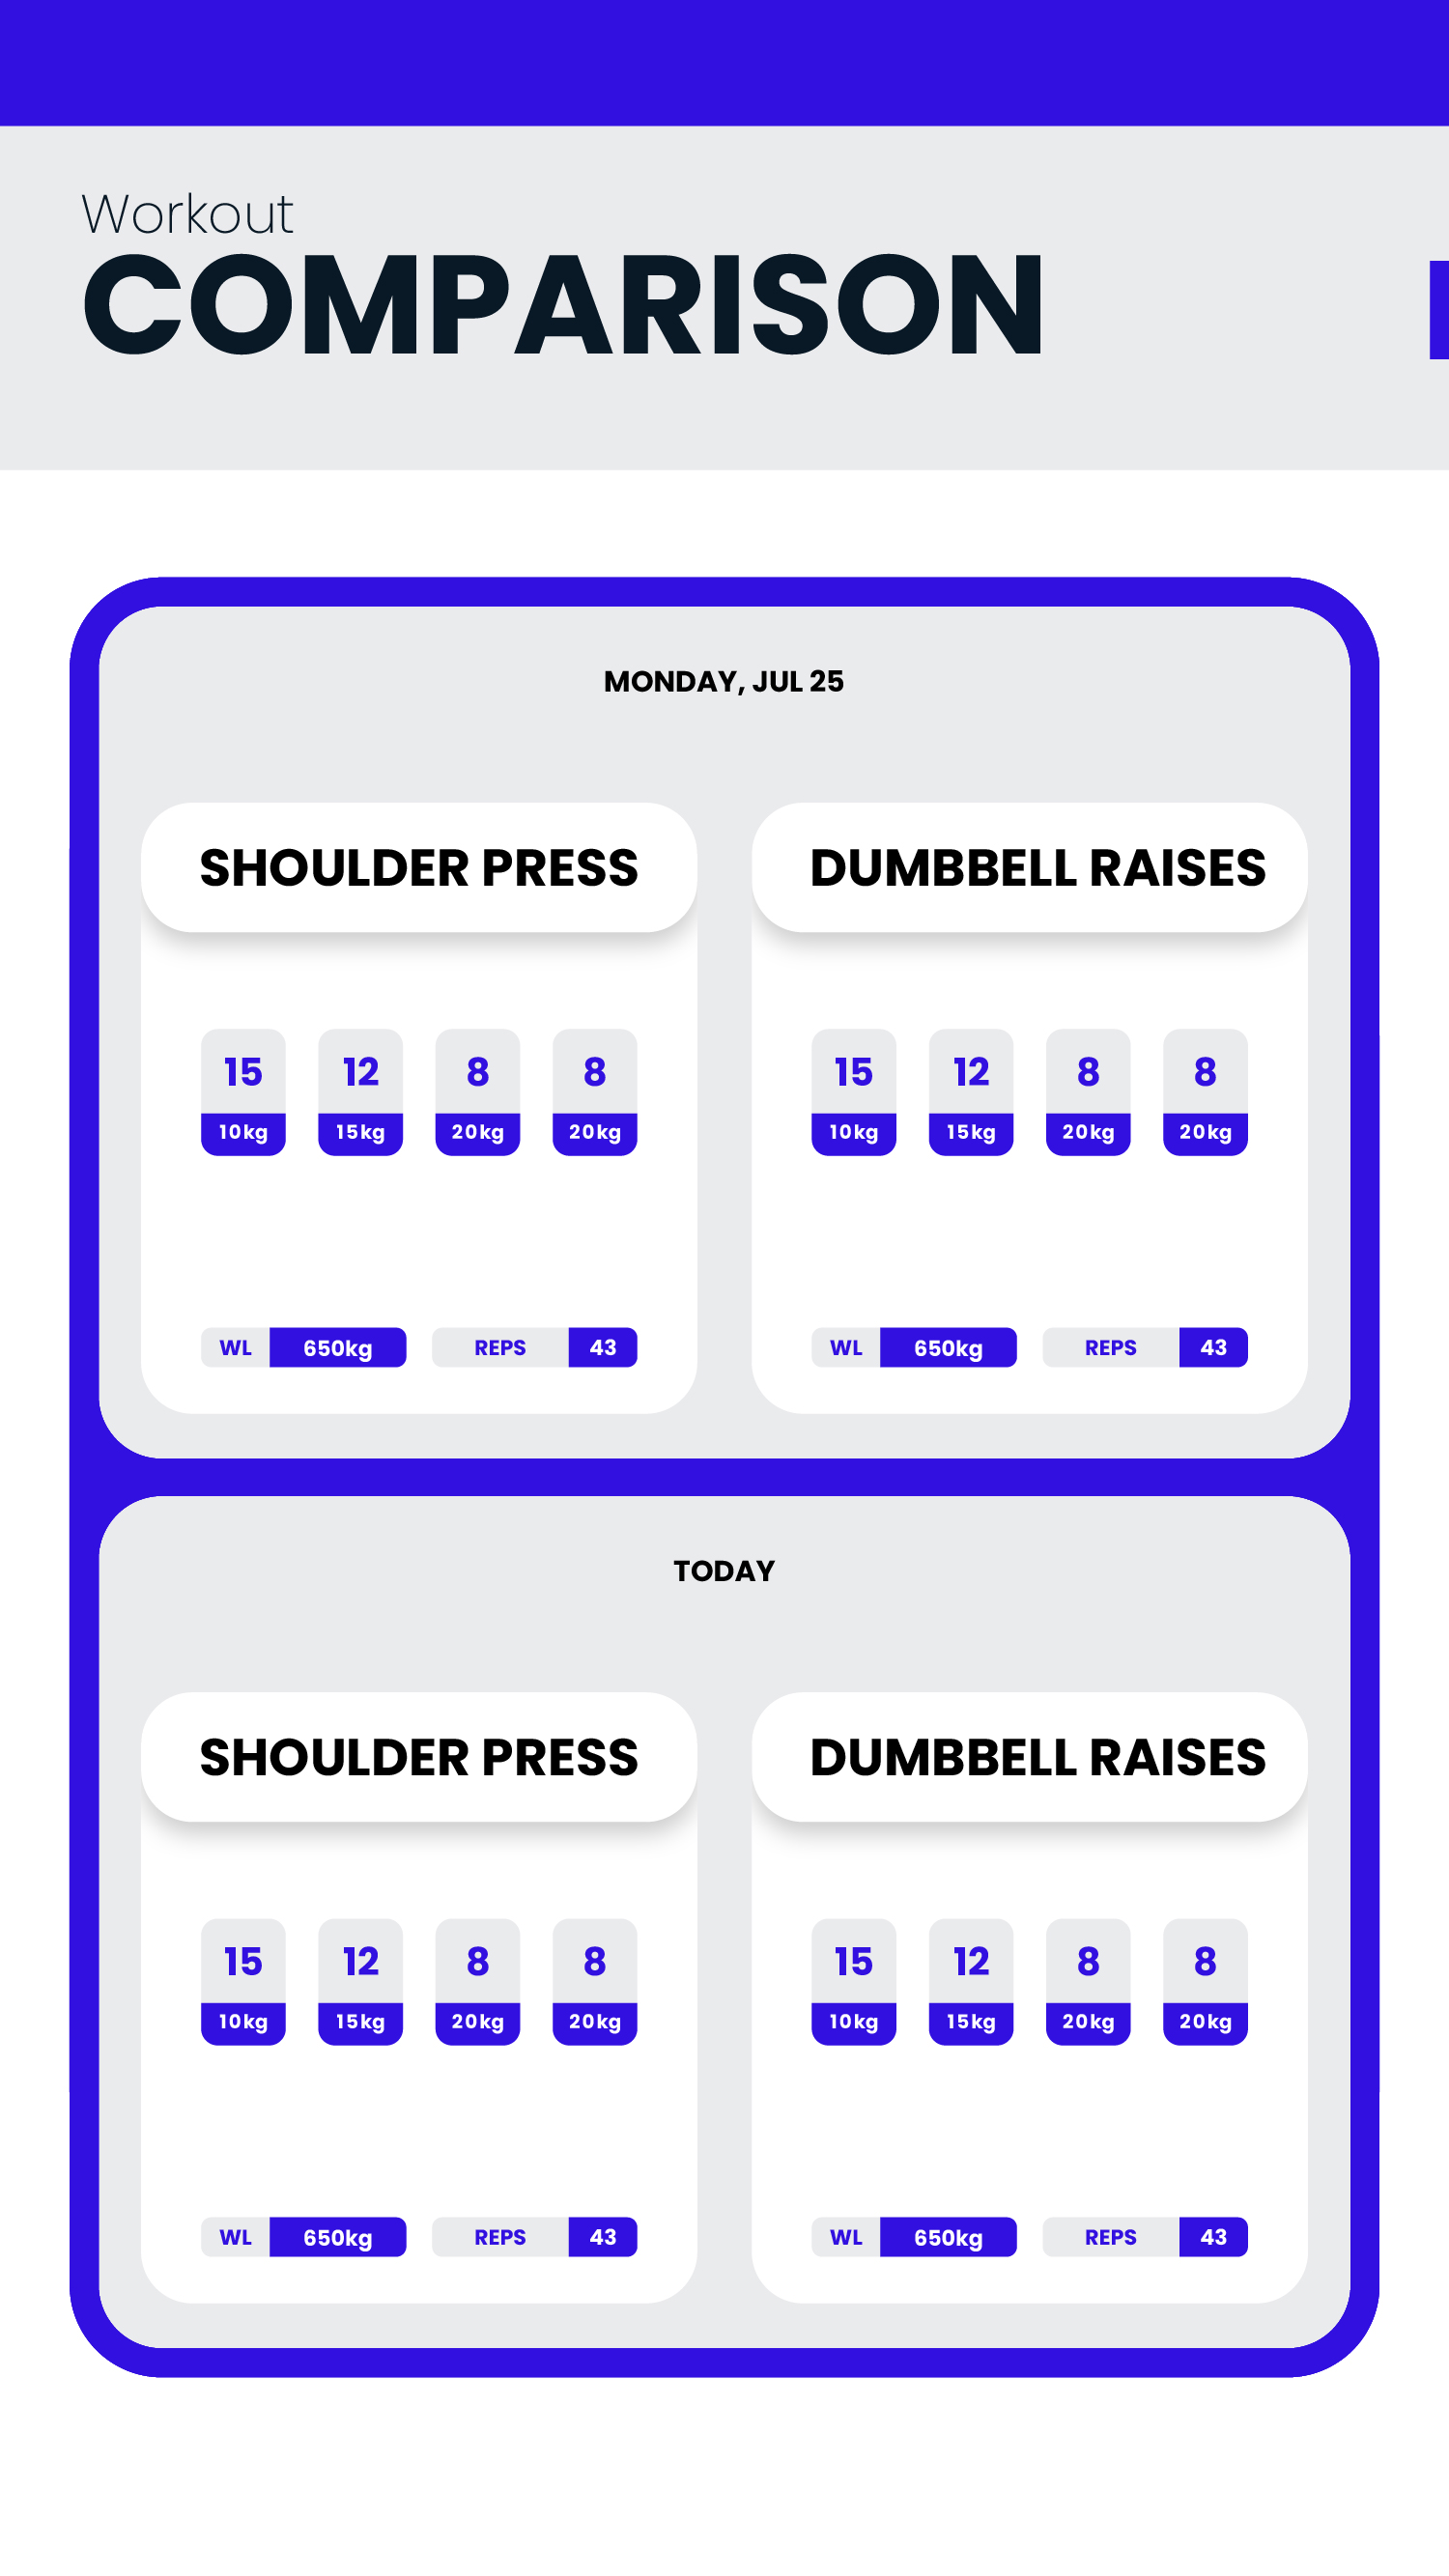 Workout
COMPARISON
MONDAY, JUL 25
SHOULDER PRESS DUMBBELL RAISES
15 12 8 8 15 12 8 8
10kg 15kg 20kg 20kg 10kg 15kg 20kg 20kg
WL 650kg REPS 43 WL 650kg REPS 43
TODAY
SHOULDER PRESS DUMBBELL RAISES
15 12 8 8 15 12 8 8
10kg 15kg 20kg 20kg 10kg 15kg 20kg 20kg
WL 650kg REPS 43 WL 650kg REPS 43